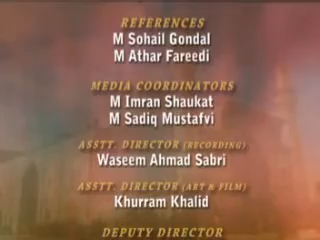 REFERENCES
M Sohail Gondal
M Athar Fareedi
MEDIA COORDINATORS
M Imran Shaukat
M Sadiq Mustafvi
ASSTT. DIRECTOR (RECORDING)
Waseem Ahmad Sabri
ASSTT. DIRECTOR (ART & FILM)
Khurram Khalid
DEPUTY DIRECTOR